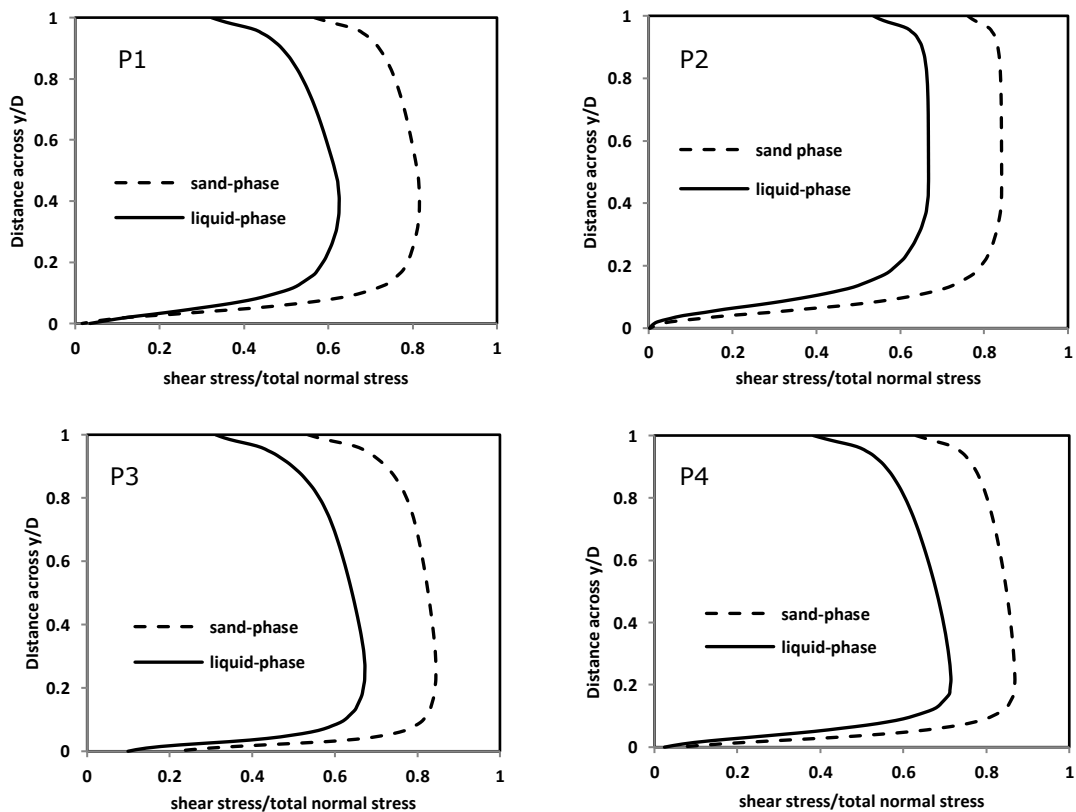 P1
Distance across y/D
1
0.8
0.6
0.4
0.2
0
sand-phase
liquid-phase
0 0.2 0.4 0.6 0.8 1
shear stress/total normal stress
P2
Distance across y/D
1
0.8
0.6
0.4
0.2
0
sand phase
liquid-phase
0 0.2 0.4 0.6 0.8 1
shear stress/total normal stress
P3
DIstance across y/D
1
0.8
0.6
0.4
0.2
0
sand-phase
liquid-phase
0 0.2 0.4 0.6 0.8 1
shear stress/total normal stress
P4
Distance across y/D
1
0.8
0.6
0.4
0.2
0
sand-phase
liquid-phase
0 0.2 0.4 0.6 0.8 1
shear stress/total normal stress